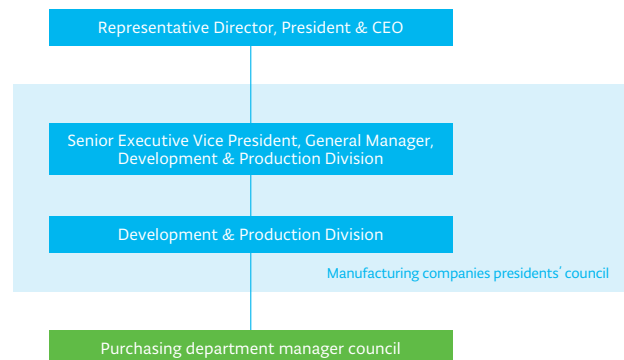 Representative Director, President & CEO
Senior Executive Vice President, General Manager,
Development & Production Division
Development & Production Division
Manufacturing companies presidents' council
Purchasing department manager council